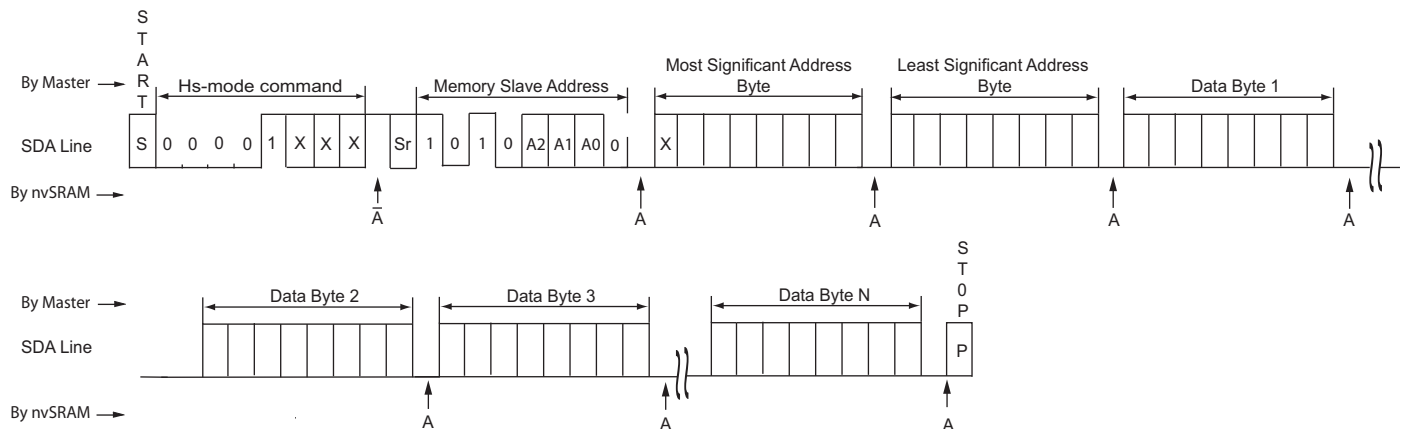 START
By Master
Hs-mode command
Memory Slave Address
Most Significant Address
Byte
Least Significant Address
Byte
Data Byte 1
SDA Line
S 0 0 0 0 1 X X X Sr 1 0 1 0 A2 A1 A0 0 X
By nvSRAM
A̅ A A A A
ST0P
By Master
Data Byte 2
Data Byte 3
Data Byte N
SDA Line
P
By nvSRAM
A A A